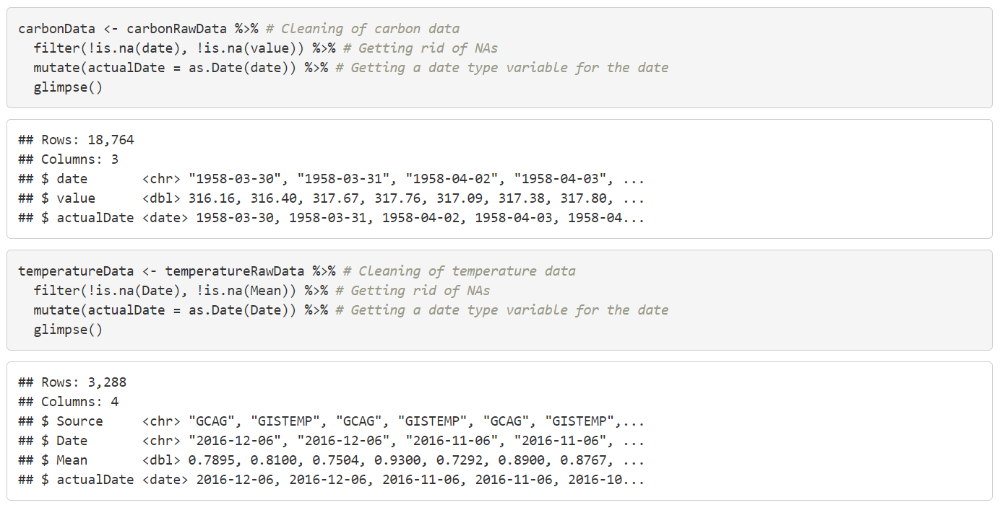 carbonData <- carbonRawData %>% # Cleaning of carbon data
  filter(!is.na(date), !is.na(value)) %>% # Getting rid of NAs
  mutate(actualDate = as.Date(date)) %>% # Getting a date type variable for the date
  glimpse()
## Rows: 18,764
## Columns: 3
## $ date       <chr> "1958-03-30", "1958-03-31", "1958-04-02", "1958-04-03", ...
## $ value      <dbl> 316.16, 316.40, 317.67, 317.76, 317.09, 317.38, 317.80, ...
## $ actualDate <date> 1958-03-30, 1958-03-31, 1958-04-02, 1958-04-03, 1958-04...
temperatureData <- temperatureRawData %>% # Cleaning of temperature data
  filter(!is.na(Date), !is.na(Mean)) %>% # Getting rid of NAs
  mutate(actualDate = as.Date(Date)) %>% # Getting a date type variable for the date
  glimpse()
## Rows: 3,288
## Columns: 4
## $ Source     <chr> "GCAG", "GISTEMP", "GCAG", "GISTEMP", "GCAG", "GISTEMP",...
## $ Date       <chr> "2016-12-06", "2016-12-06", "2016-11-06", "2016-11-06", ...
## $ Mean       <dbl> 0.7895, 0.8100, 0.7504, 0.9300, 0.7292, 0.8900, 0.8767, ...
## $ actualDate <date> 2016-12-06, 2016-12-06, 2016-11-06, 2016-11-06, 2016-10...